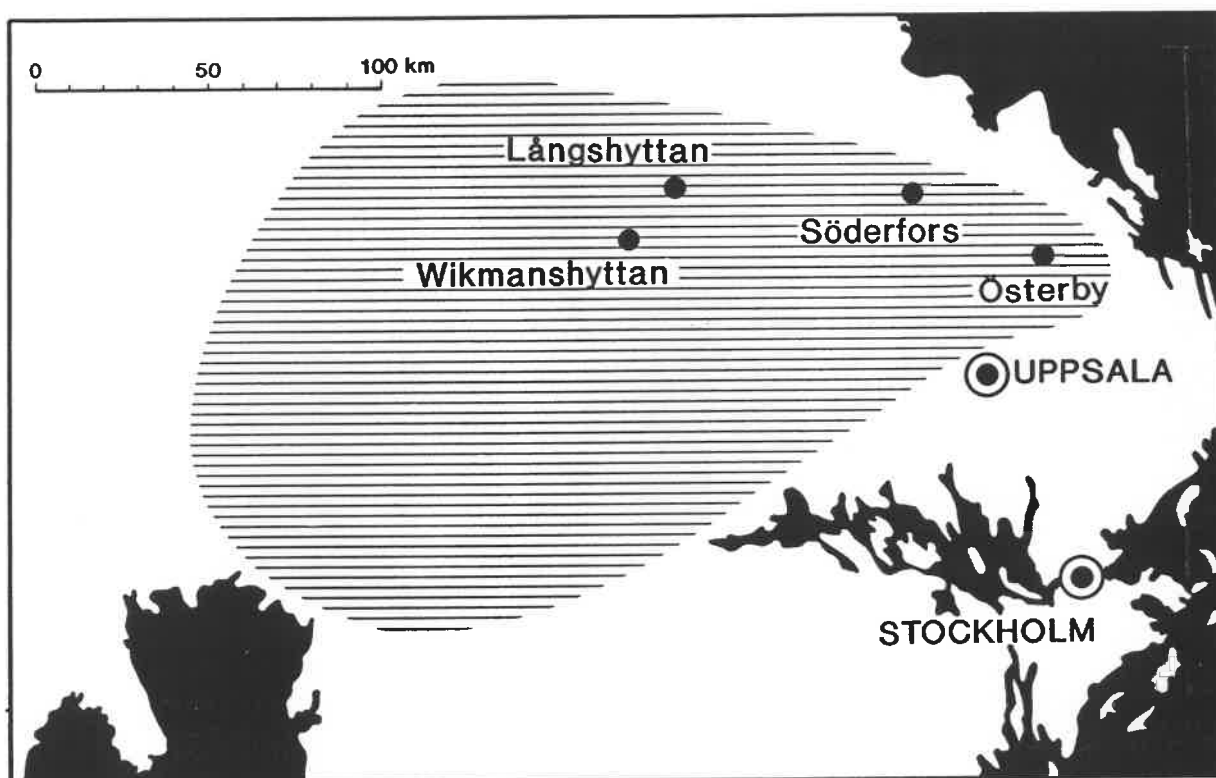 0 50 100 km
Långshyttan
Söderfors
Wikmanshyttan
Österby
UPPSALA
STOCKHOLM